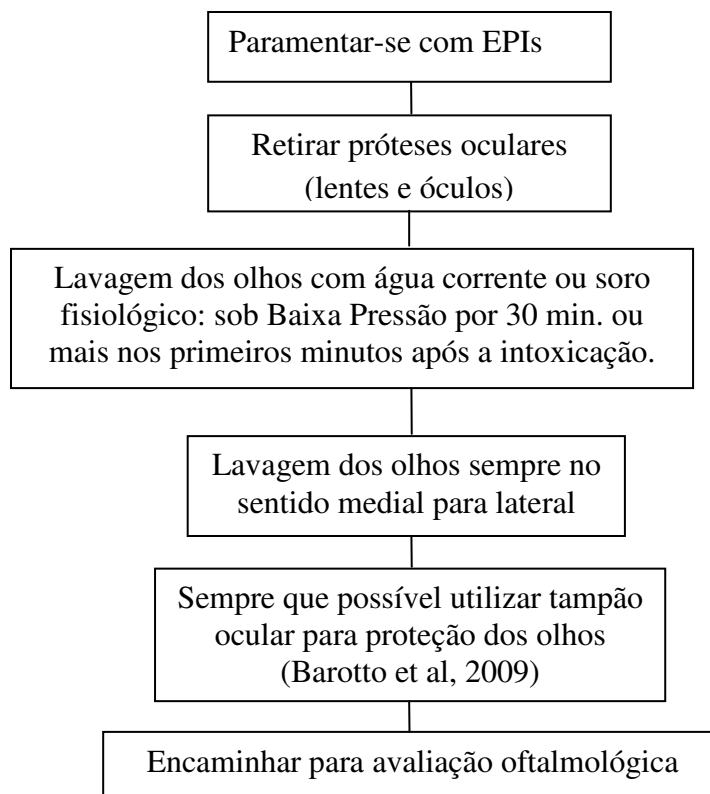 Paramentar-se com EPIs
Retirar próteses oculares
(lentes e óculos)
Lavagem dos olhos com água corrente ou soro
fisiológico: sob Baixa Pressão por 30 min. ou
mais nos primeiros minutos após a intoxicação.
Lavagem dos olhos sempre no
sentido medial para lateral
Sempre que possível utilizar tampão
ocular para proteção dos olhos
(Barotto et al, 2009)
Encaminhar para avaliação oftalmológica